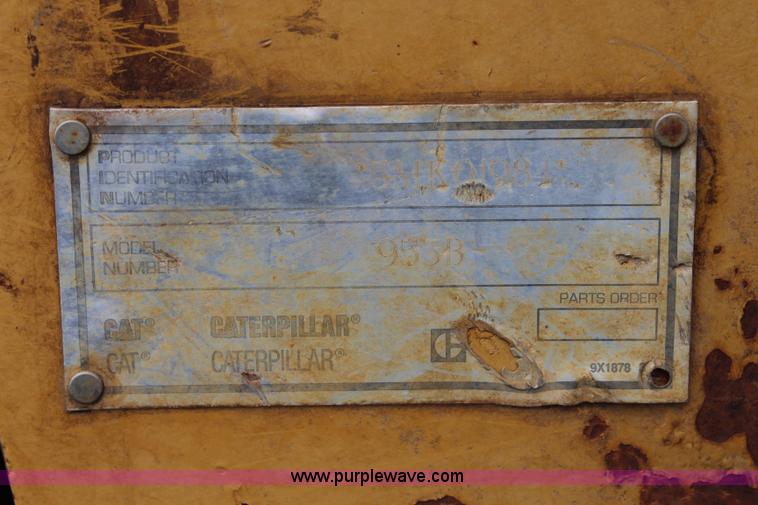 PRODUCT
IDENTIFICATION
NUMBER
MODEL 953B
NUMBER
PARTS ORDER
CAT® CATERPILLAR®
CAT® CATERPILLAR®
9X1878
www.purplewave.com